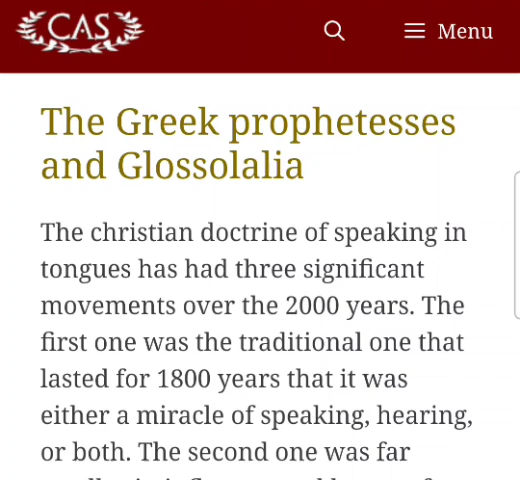 CAS
Menu
The Greek prophetesses
and Glossolalia
The christian doctrine of speaking in
tongues has had three significant
movements over the 2000 years. The
first one was the traditional one that
lasted for 1800 years that it was
either a miracle of speaking, hearing,
or both. The second one was far